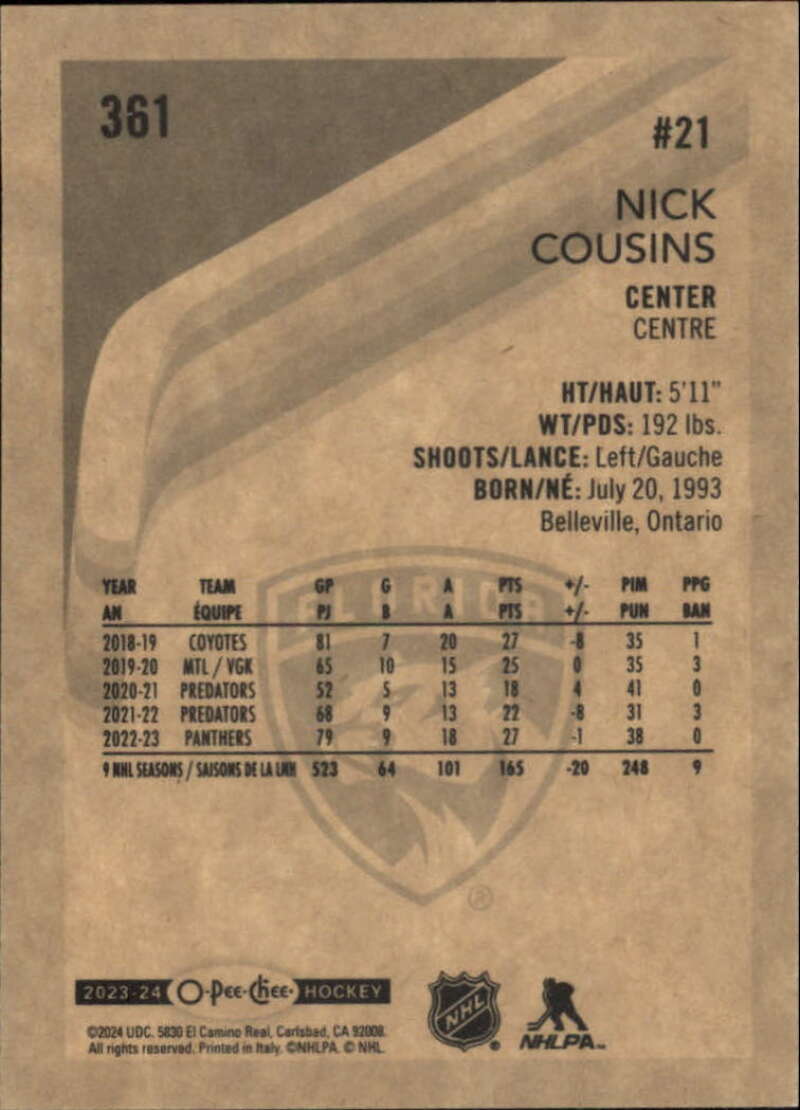 361
#21
NICK
COUSINS
CENTER
CENTRE
HT/HAUT: 5'11"
WT/PDS: 192 lbs.
SHOOTS/LANCE: Left/Gauche
BORN/NÉ: July 20, 1993
Belleville, Ontario
FLORIDA
YEAR TEAM GP G A PTS +/- PIM PPG
AN ÉQUIPE PJ B A PTS +/- PUN BAN
2018-19 COYOTES 81 7 20 27 -8 35 1
2019-20 MTL / VGK 65 10 15 25 0 35 3
2020-21 PREDATORS 52 5 13 18 4 41 0
2021-22 PREDATORS 68 9 13 22 -8 31 3
2022-23 PANTHERS 79 9 18 27 -1 38 0
9 NHL SEASONS / SAISONS DE LA LNH 523 64 101 165 -20 248 9
®
2023-24 O-Pee-Chee HOCKEY
NHL
NHLPA
©2024 UDC. 5830 El Camino Real, Carlsbad, CA 92008.
All rights reserved. Printed in Italy. ©NHLPA. © NHL.